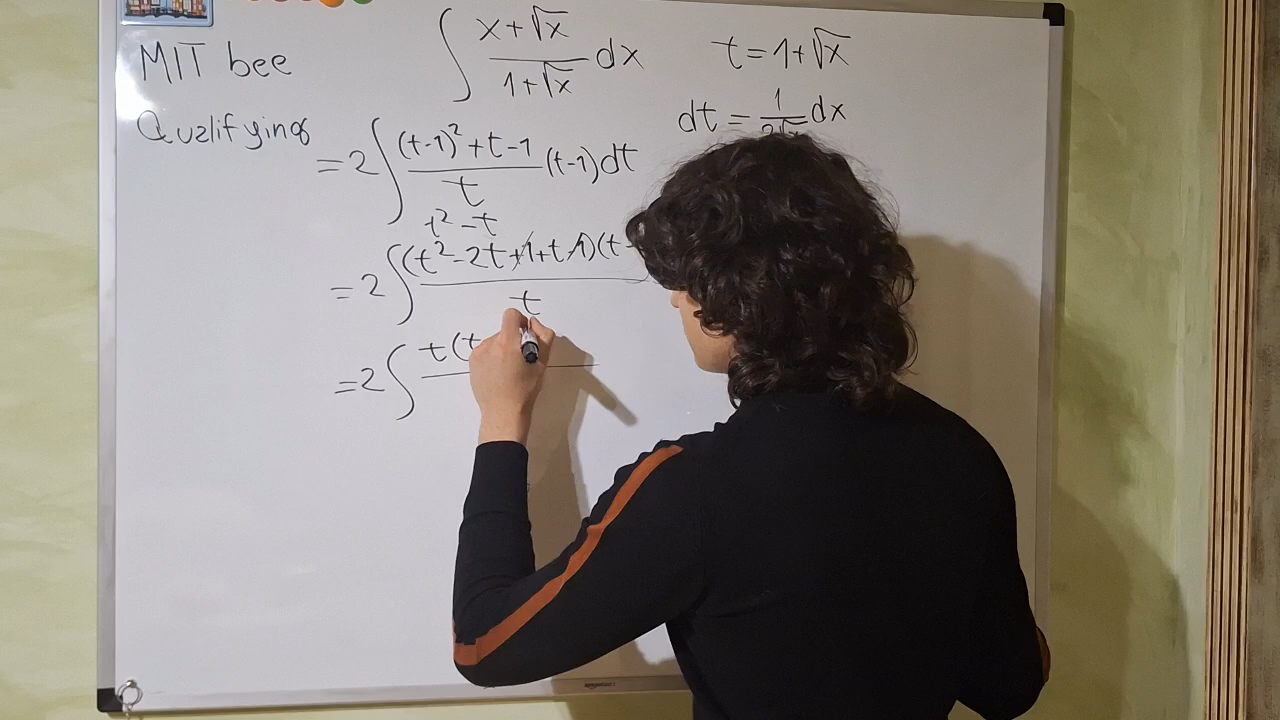 MIT bee
Qualifying
∫ (x+√x)/(1+√x) dx
t=1+√x
dt = 1/(2√x) dx
=2∫ ((t-1)²+t-1)/t (t-1)dt
t²-t
=2∫ (t²-2t+1+t-1)(t-
t
=2∫ t(t